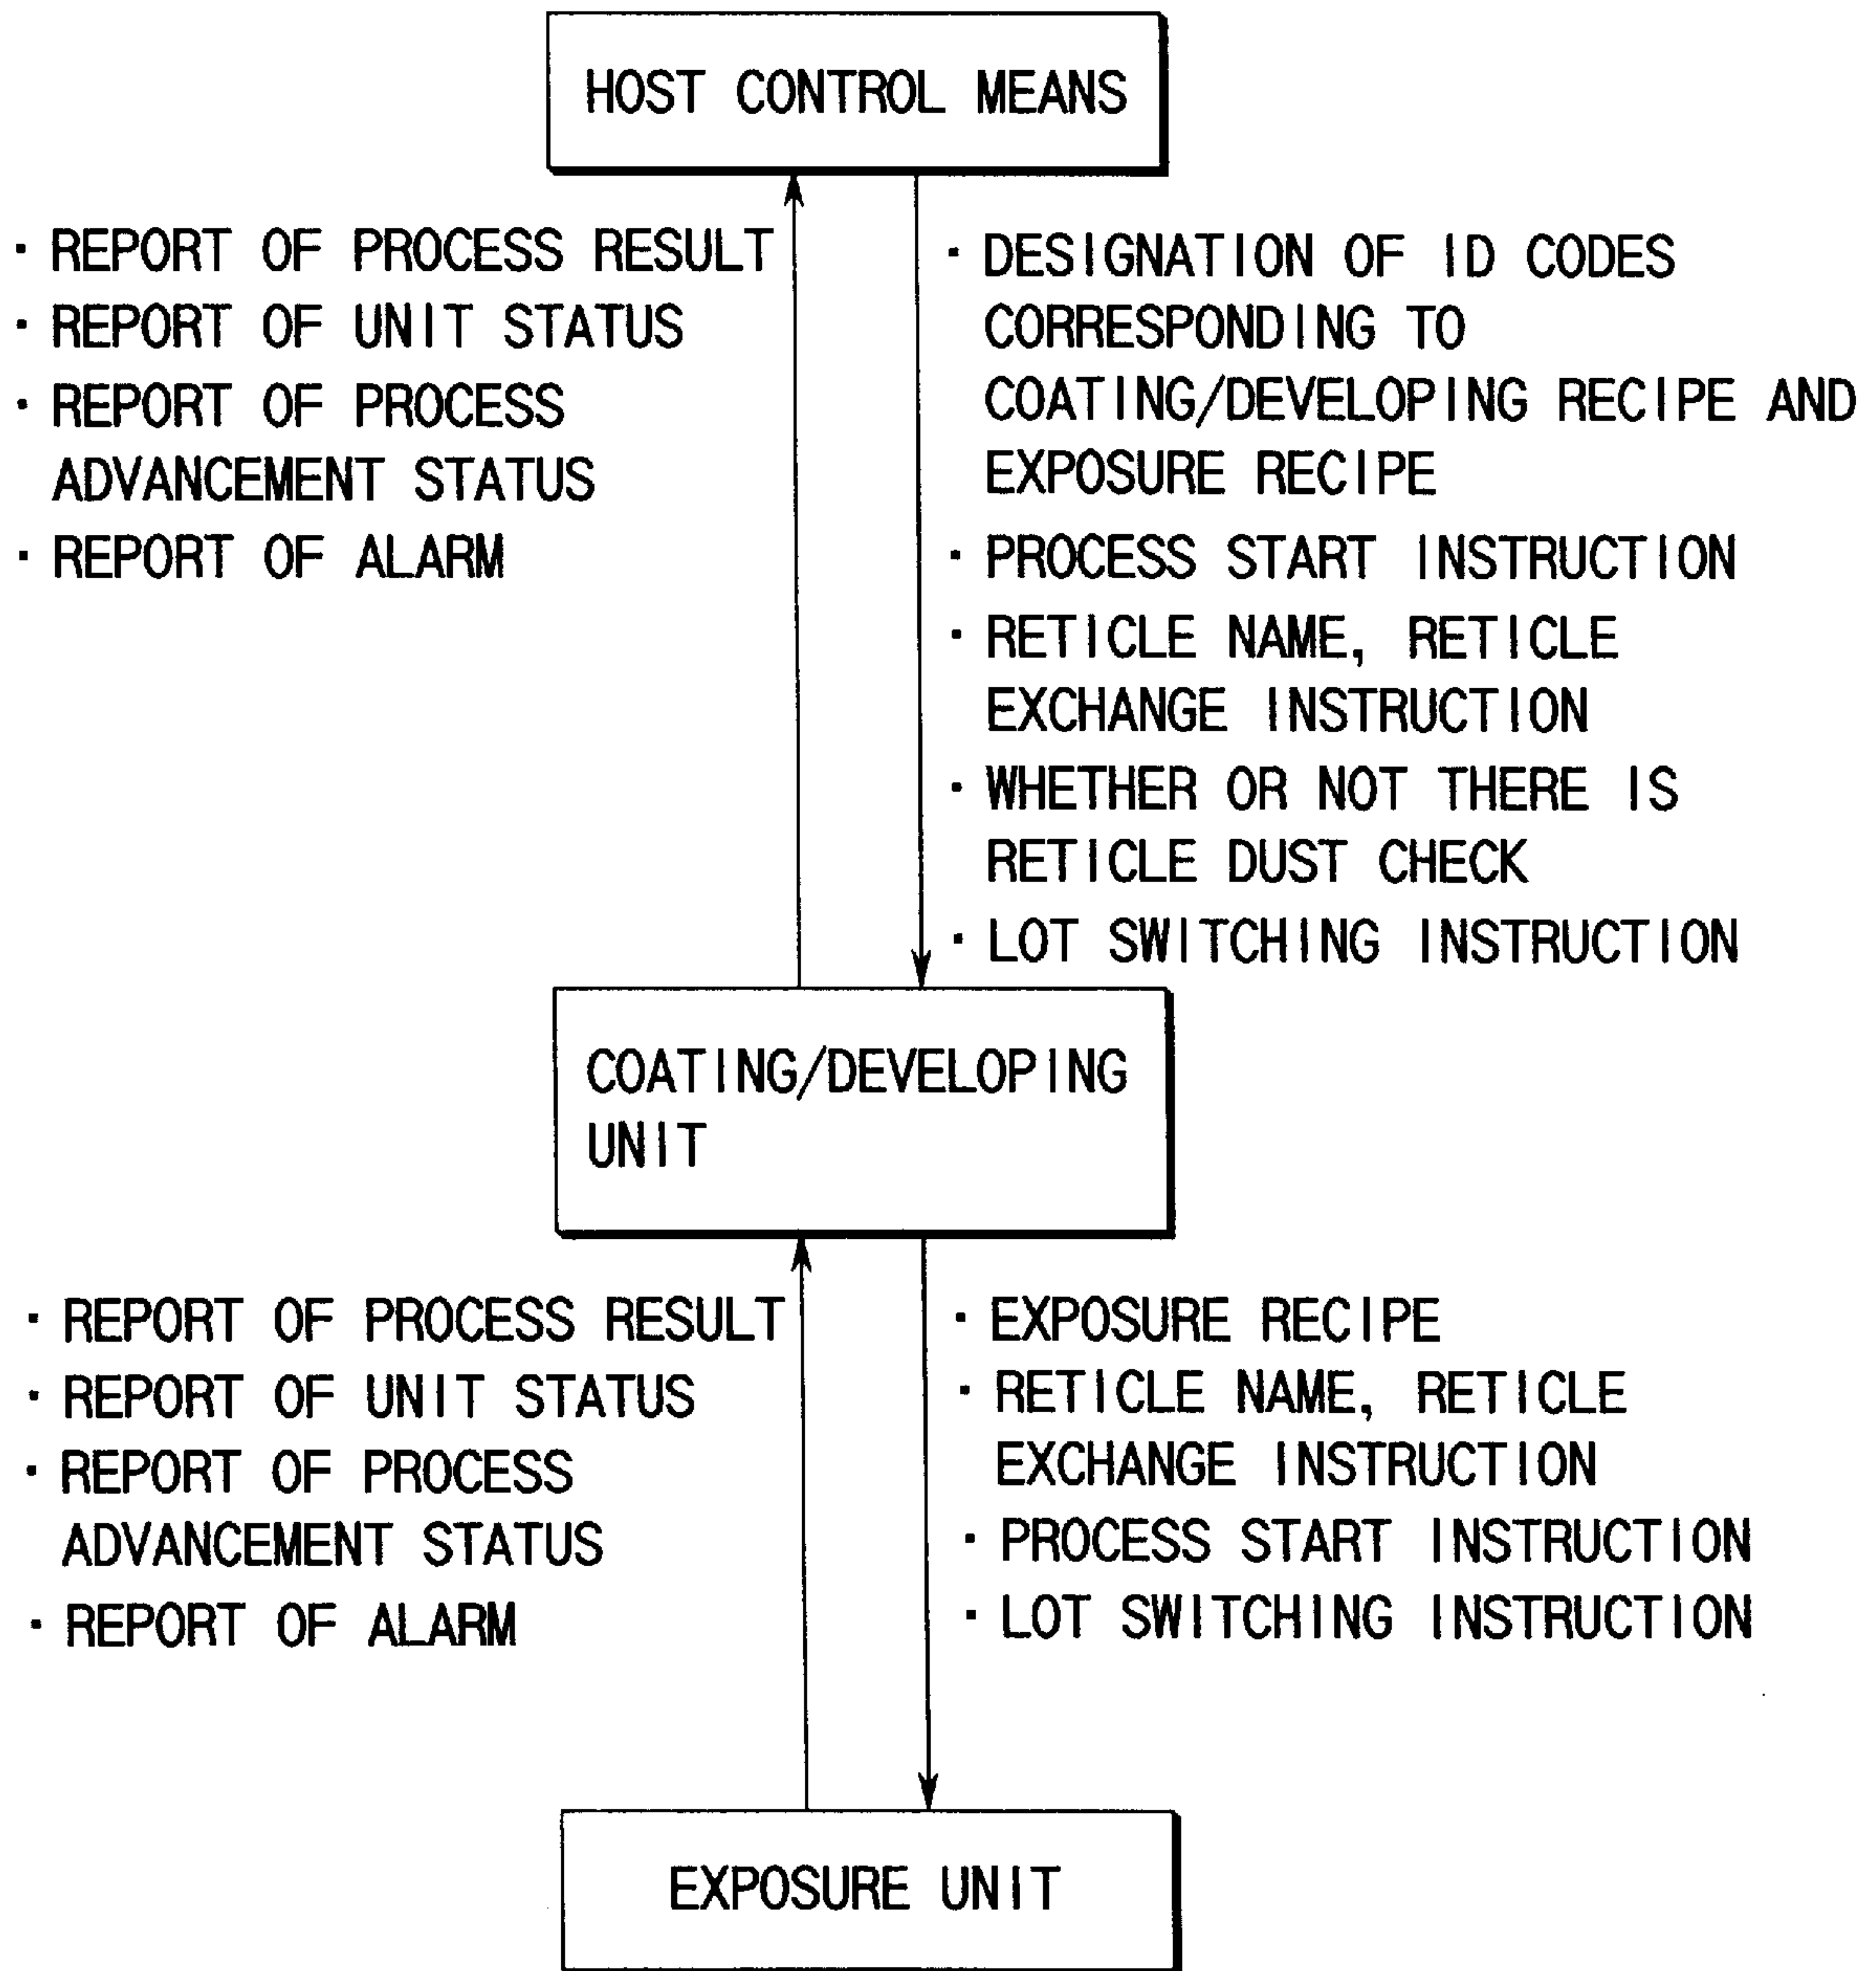 HOST CONTROL MEANS
· REPORT OF PROCESS RESULT
· REPORT OF UNIT STATUS
· REPORT OF PROCESS
ADVANCEMENT STATUS
· REPORT OF ALARM
· DESIGNATION OF ID CODES
CORRESPONDING TO
COATING/DEVELOPING RECIPE AND
EXPOSURE RECIPE
· PROCESS START INSTRUCTION
· RETICLE NAME, RETICLE
EXCHANGE INSTRUCTION
· WHETHER OR NOT THERE IS
RETICLE DUST CHECK
· LOT SWITCHING INSTRUCTION
COATING/DEVELOPING
UNIT
· REPORT OF PROCESS RESULT
· REPORT OF UNIT STATUS
· REPORT OF PROCESS
ADVANCEMENT STATUS
· REPORT OF ALARM
· EXPOSURE RECIPE
· RETICLE NAME, RETICLE
EXCHANGE INSTRUCTION
· PROCESS START INSTRUCTION
· LOT SWITCHING INSTRUCTION
EXPOSURE UNIT